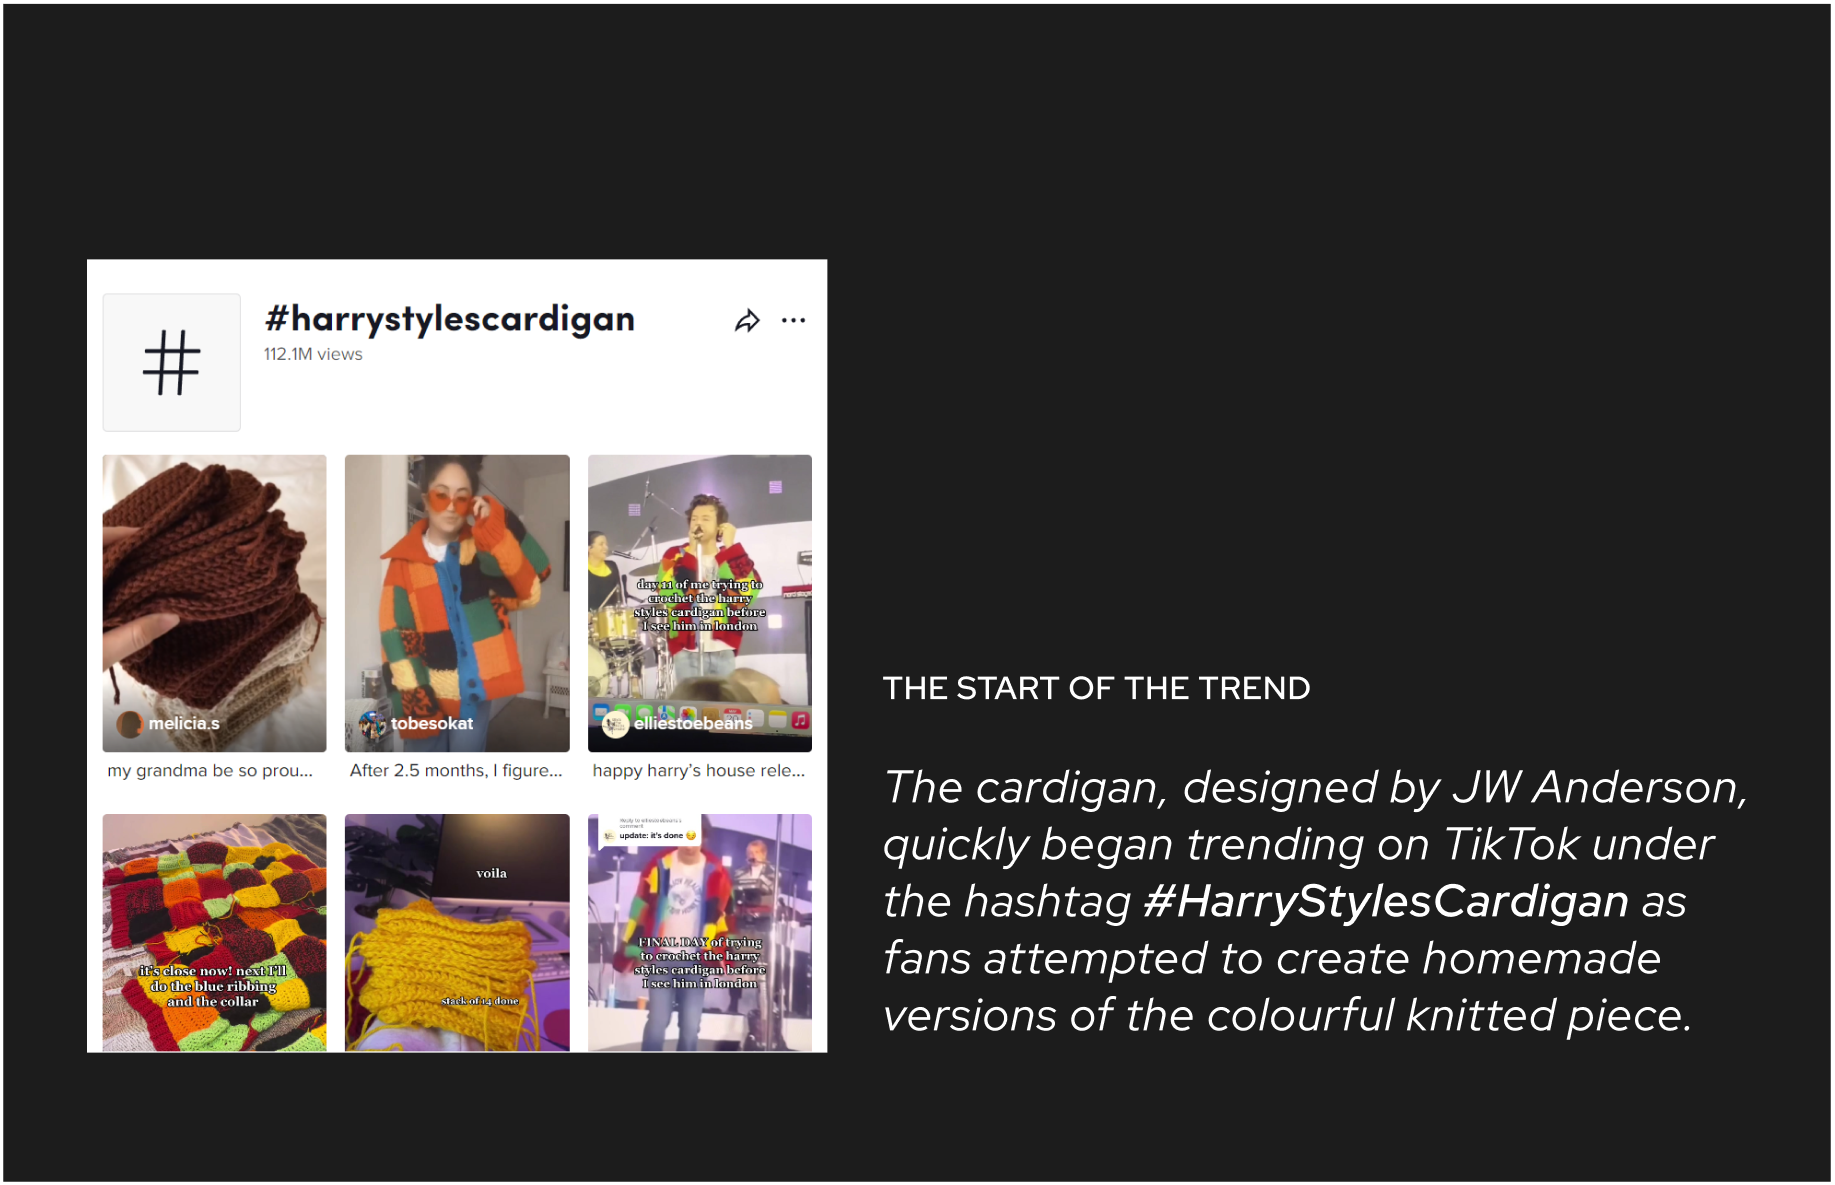 #harrystylescardigan
112.1M views
#
day 11 of me trying to
crochet the harry
styles cardigan before
I see him in london
melicia.s
tobesokat
elliestoebeans
my grandma be so prou...
After 2.5 months, I figure...
happy harry's house rele...
it's close now! next I'll
do the blue ribbing
and the collar
voila
stack of 14 done
update: it's done 😏
FINAL DAY of trying
to crochet the harry
styles cardigan before
I see him in london
THE START OF THE TREND
The cardigan, designed by JW Anderson,
quickly began trending on TikTok under
the hashtag #HarryStylesCardigan as
fans attempted to create homemade
versions of the colourful knitted piece.